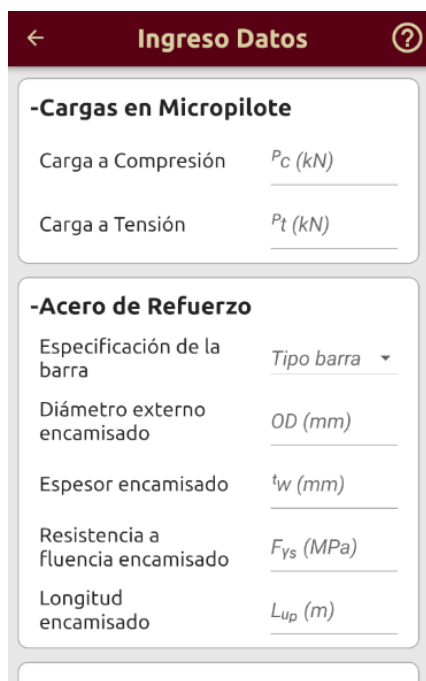 Ingreso Datos ?
-Cargas en Micropilote
Carga a Compresión Pc (kN)
Carga a Tensión Pt (kN)
-Acero de Refuerzo
Especificación de la
barra Tipo barra
Diámetro externo
encamisado OD (mm)
Espesor encamisado tw (mm)
Resistencia a
fluencia encamisado Fys (MPa)
Longitud
encamisado Lup (m)